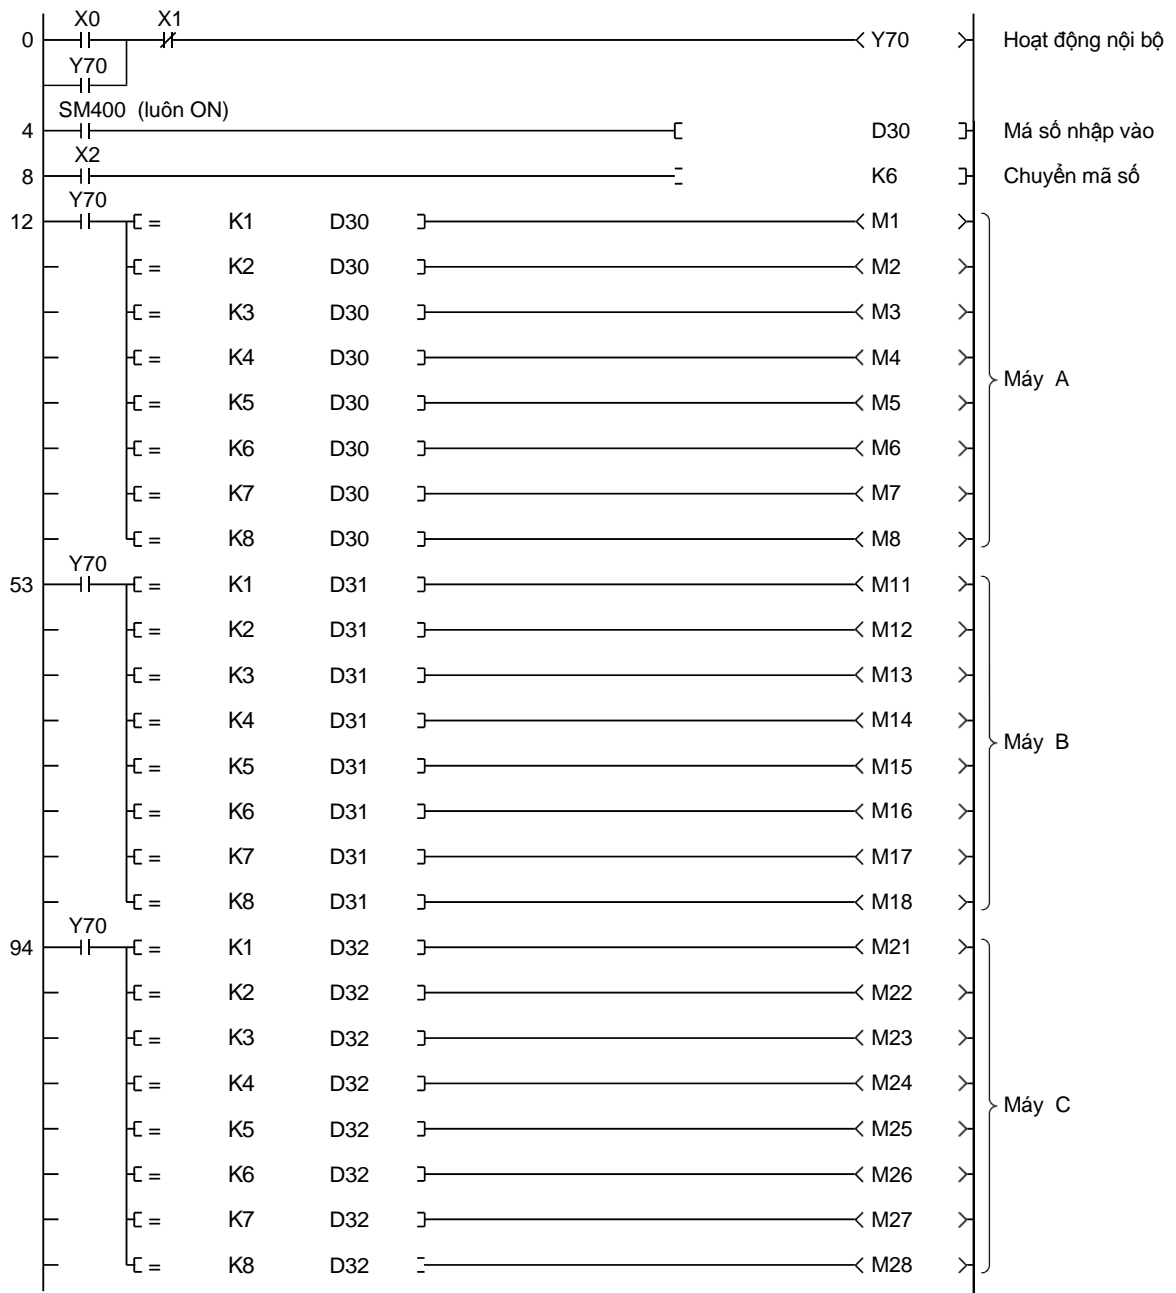 X0 X1
0 Y70 Hoạt động nội bộ
Y70
SM400 (luôn ON)
4 D30 Má số nhập vào
X2
8 K6 Chuyển mã số
Y70
12 = K1 D30 M1
= K2 D30 M2
= K3 D30 M3
= K4 D30 M4
Máy A
= K5 D30 M5
= K6 D30 M6
= K7 D30 M7
= K8 D30 M8
Y70
53 = K1 D31 M11
= K2 D31 M12
= K3 D31 M13
= K4 D31 M14
Máy B
= K5 D31 M15
= K6 D31 M16
= K7 D31 M17
= K8 D31 M18
Y70
94 = K1 D32 M21
= K2 D32 M22
= K3 D32 M23
= K4 D32 M24
Máy C
= K5 D32 M25
= K6 D32 M26
= K7 D32 M27
= K8 D32 M28